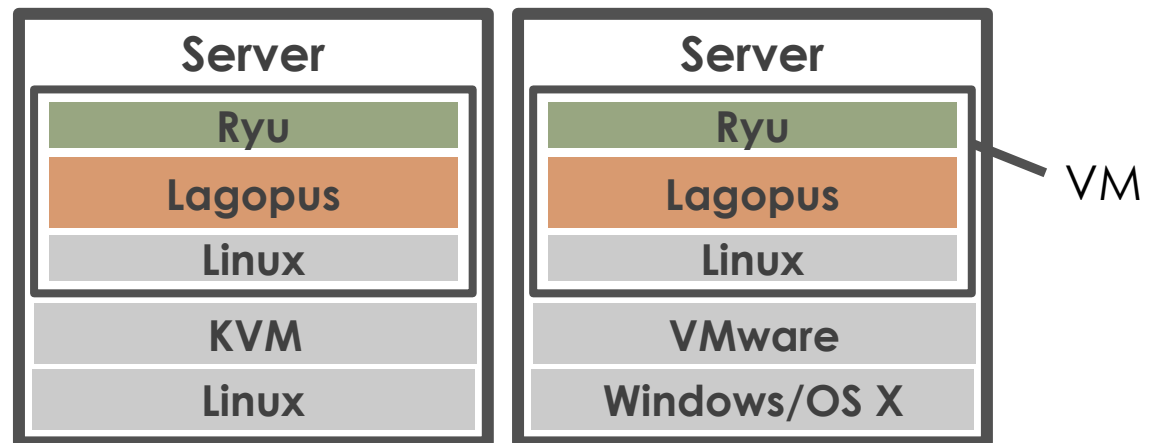 Server
Ryu
Lagopus
Linux
KVM
Linux
Server
Ryu
Lagopus
Linux
VMware
Windows/OS X
VM